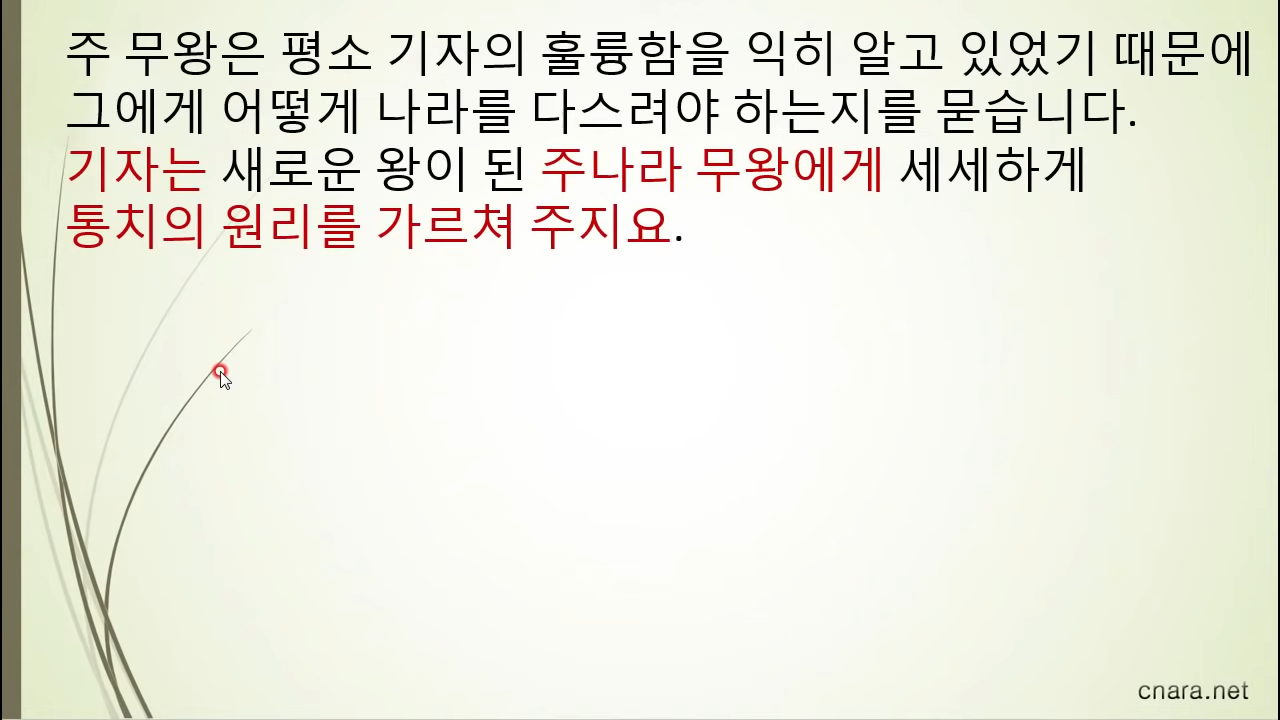 주 무왕은 평소 기자의 훌륭함을 익히 알고 있었기 때문에
그에게 어떻게 나라를 다스려야 하는지를 묻습니다.
기자는 새로운 왕이 된 주나라 무왕에게 세세하게
통치의 원리를 가르쳐 주지요.
cnara.net